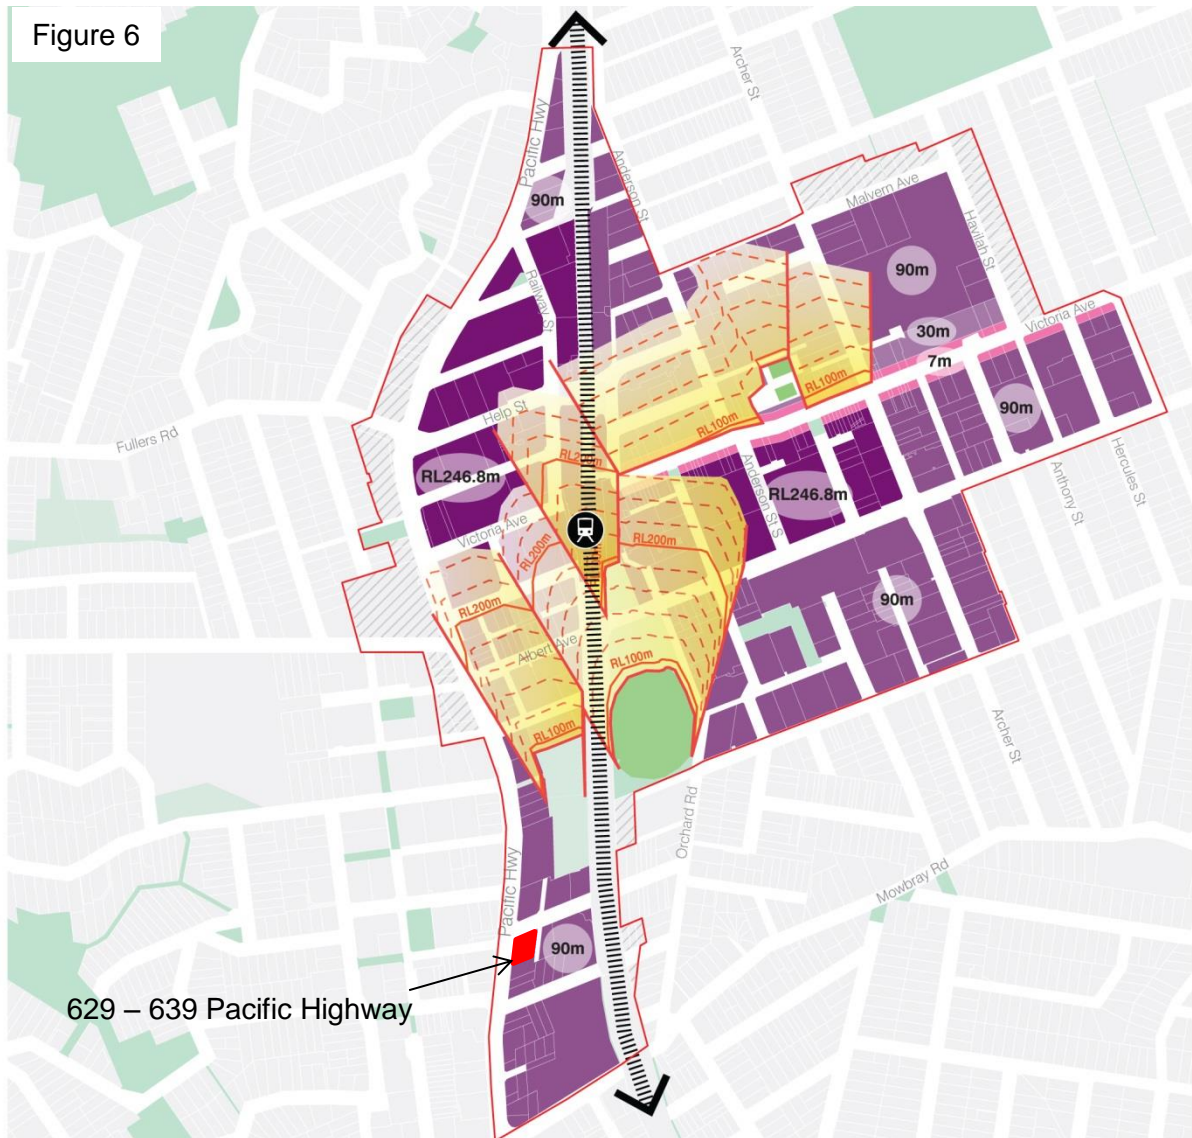 Figure 6
Pacific Hwy
Archer St
Anderson St
90m
Malvern Ave
Havilah St
90m
Railway St
Victoria Ave
30m
7m
RL100m
Help St
90m
RL100m
Fullers Rd
RL200m
Hercules St
RL246.8m
Anderson St S
RL246.8m
Anthony St
Victoria Ave
RL200m
RL200m
RL200m
90m
Albert Ave
RL100m
Archer St
RL100m
Orchard Rd
Pacific Hwy
Mowbray Rd
90m
629 – 639 Pacific Highway